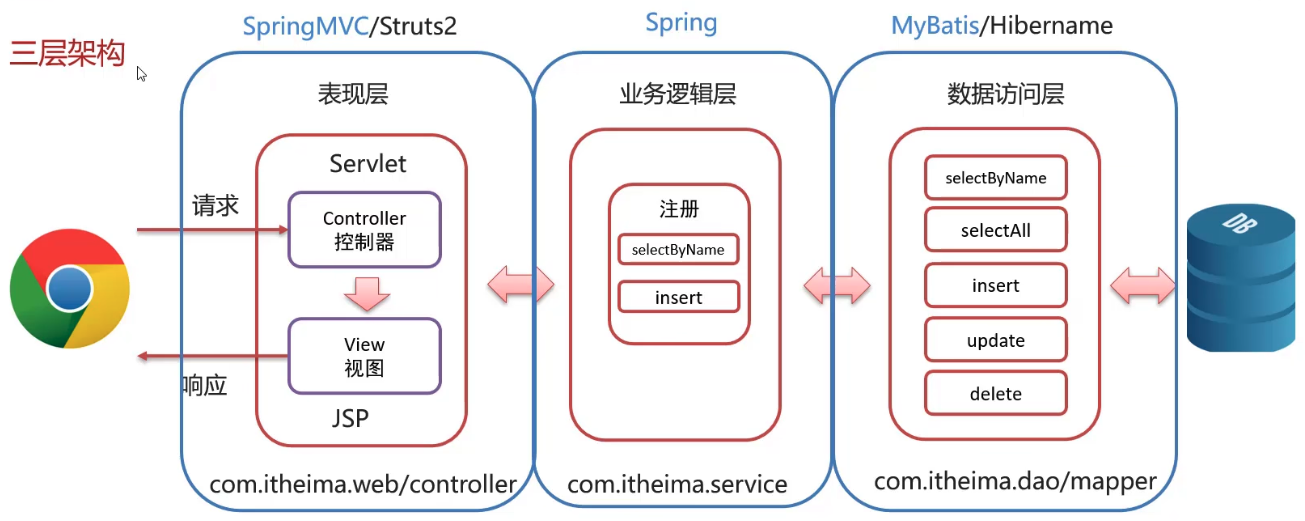 三层架构
SpringMVC/Struts2
Spring
MyBatis/Hibername
表现层
业务逻辑层
数据访问层
Servlet
请求
Controller
控制器
View
视图
响应
JSP
注册
selectByName
insert
selectByName
selectAll
insert
update
delete
DB
com.itheima.web/controller
com.itheima.service
com.itheima.dao/mapper